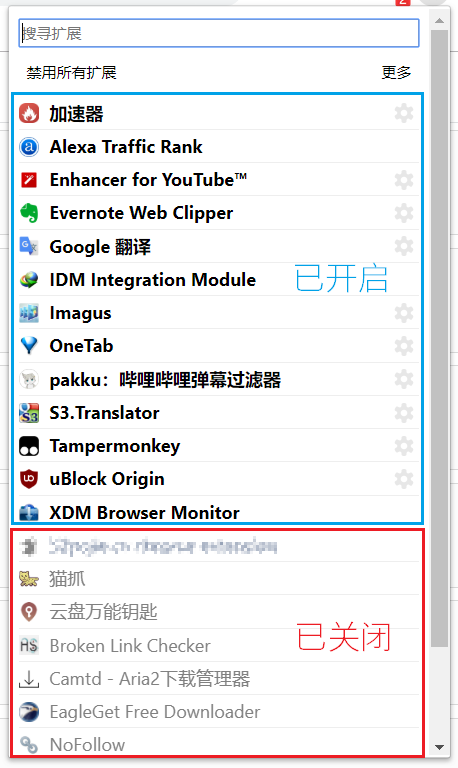 2
搜寻扩展
禁用所有扩展 更多
加速器
Alexa Traffic Rank
Enhancer for YouTube™
Evernote Web Clipper
Google 翻译
IDM Integration Module
已开启
Imagus
OneTab
pakku：哔哩哔哩弹幕过滤器
S3.Translator
Tampermonkey
uBlock Origin
XDM Browser Monitor
猫抓
云盘万能钥匙
已关闭
Broken Link Checker
Camtd - Aria2下载管理器
EagleGet Free Downloader
NoFollow